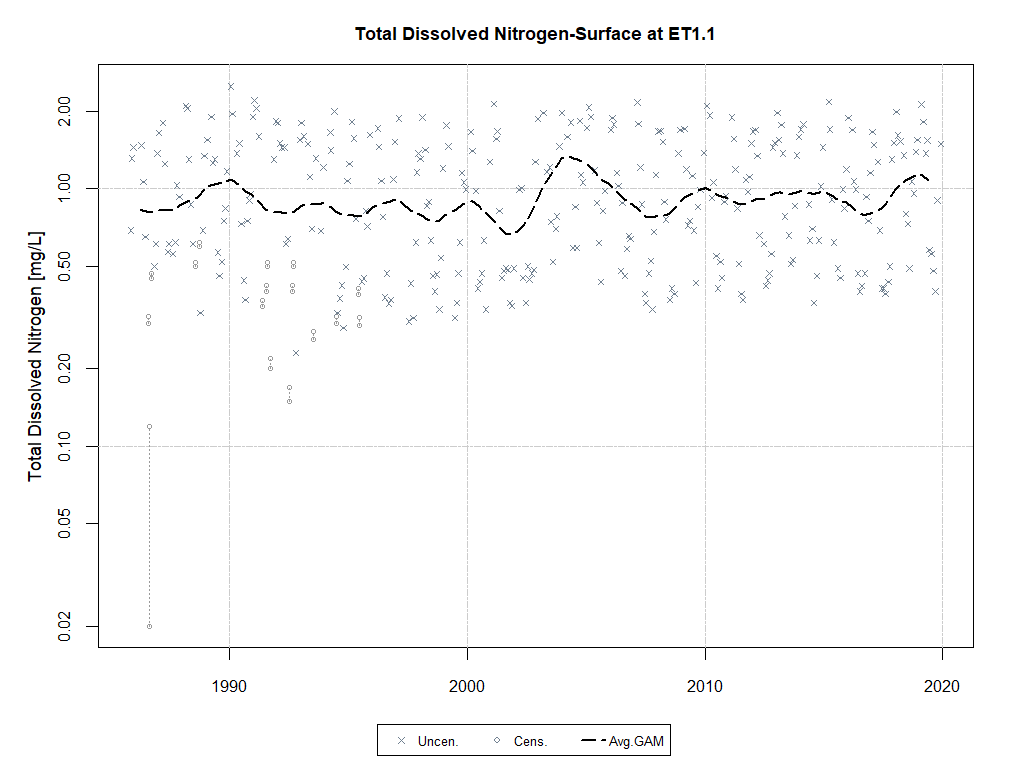 Total Dissolved Nitrogen-Surface at ET1.1
Total Dissolved Nitrogen [mg/L]
2.00
1.00
0.50
0.20
0.10
0.05
0.02
1990 2000 2010 2020
Uncen. Cens. Avg.GAM